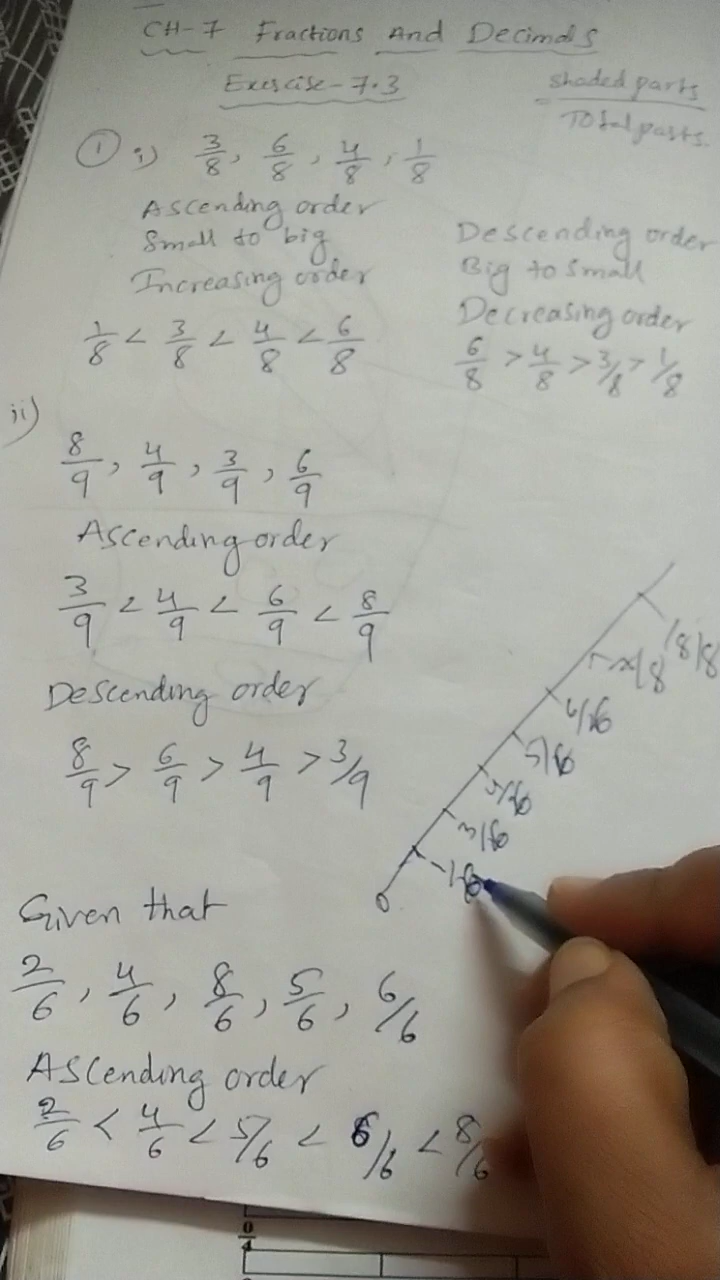 CH-7 Fractions And Decimals
Exercise-7.3
shaded parts
Total parts.
① i) 3/8, 6/8, 4/8, 1/8
Ascending order
Small to big
Increasing order
1/8 < 3/8 < 4/8 < 6/8
Descending order
Big to small
Decreasing order
6/8 > 4/8 > 3/8 > 1/8
ii)
8/9, 4/9, 3/9, 6/9
Ascending order
3/9 < 4/9 < 6/9 < 8/9
Descending order
8/9 > 6/9 > 4/9 > 3/9
8/8
0
Given that
2/6, 4/6, 8/6, 5/6, 6/6
Ascending order
2/6 < 4/6 < 5/6 < 6/6 < 8/6
0/4